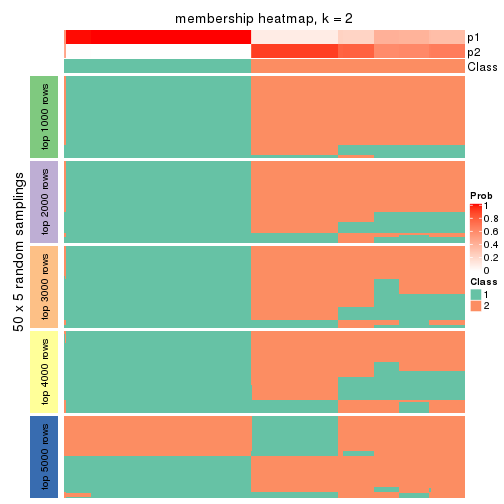 membership heatmap, k = 2
p1
p2
Class
50 x 5 random samplings
top 1000 rows
top 2000 rows
top 3000 rows
top 4000 rows
top 5000 rows
Prob
1
0.8
0.6
0.4
0.2
0
Class
1
2